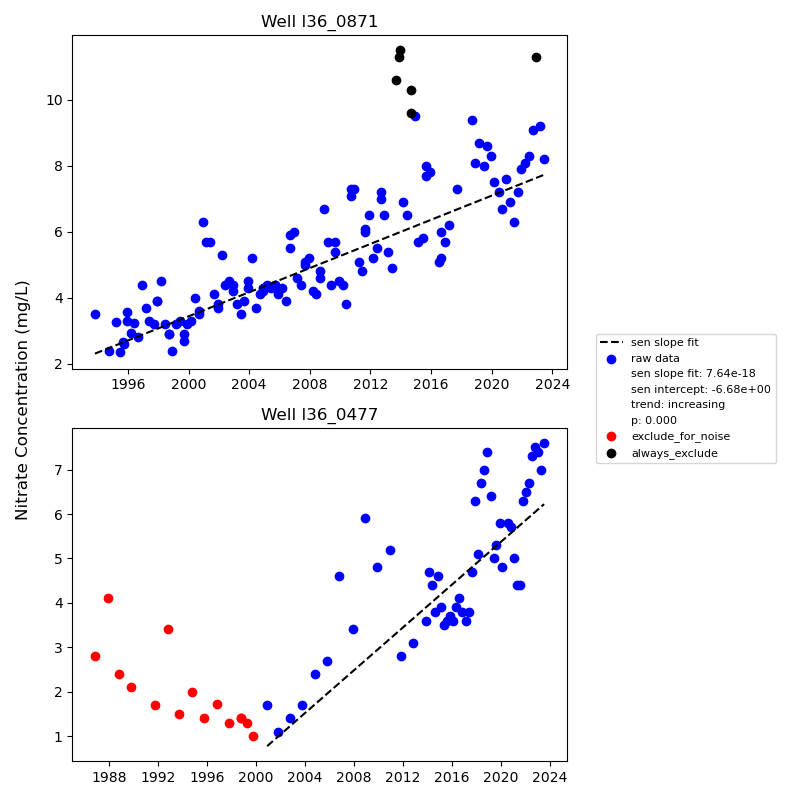 Well l36_0871
10
8
6
4
2
1996 2000 2004 2008 2012 2016 2020 2024
Nitrate Concentration (mg/L)
sen slope fit
raw data
sen slope fit: 7.64e-18
sen intercept: -6.68e+00
trend: increasing
p: 0.000
exclude_for_noise
always_exclude
Well l36_0477
7
6
5
4
3
2
1
1988 1992 1996 2000 2004 2008 2012 2016 2020 2024